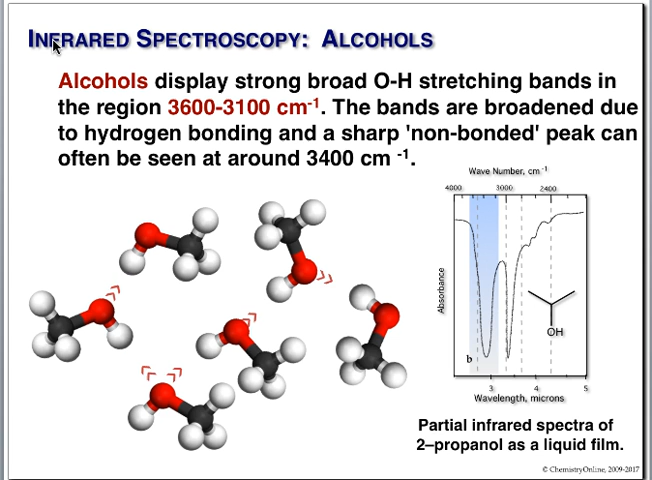 INFRARED SPECTROSCOPY: ALCOHOLS
Alcohols display strong broad O-H stretching bands in
the region 3600-3100 cm-1. The bands are broadened due
to hydrogen bonding and a sharp 'non-bonded' peak can
often be seen at around 3400 cm -1.
Wave Number, cm-1
4000 3000 2400
Absorbance
OH
b
3 4 5
Wavelength, microns
Partial infrared spectra of
2–propanol as a liquid film.
© ChemistryOnline, 2009-2017